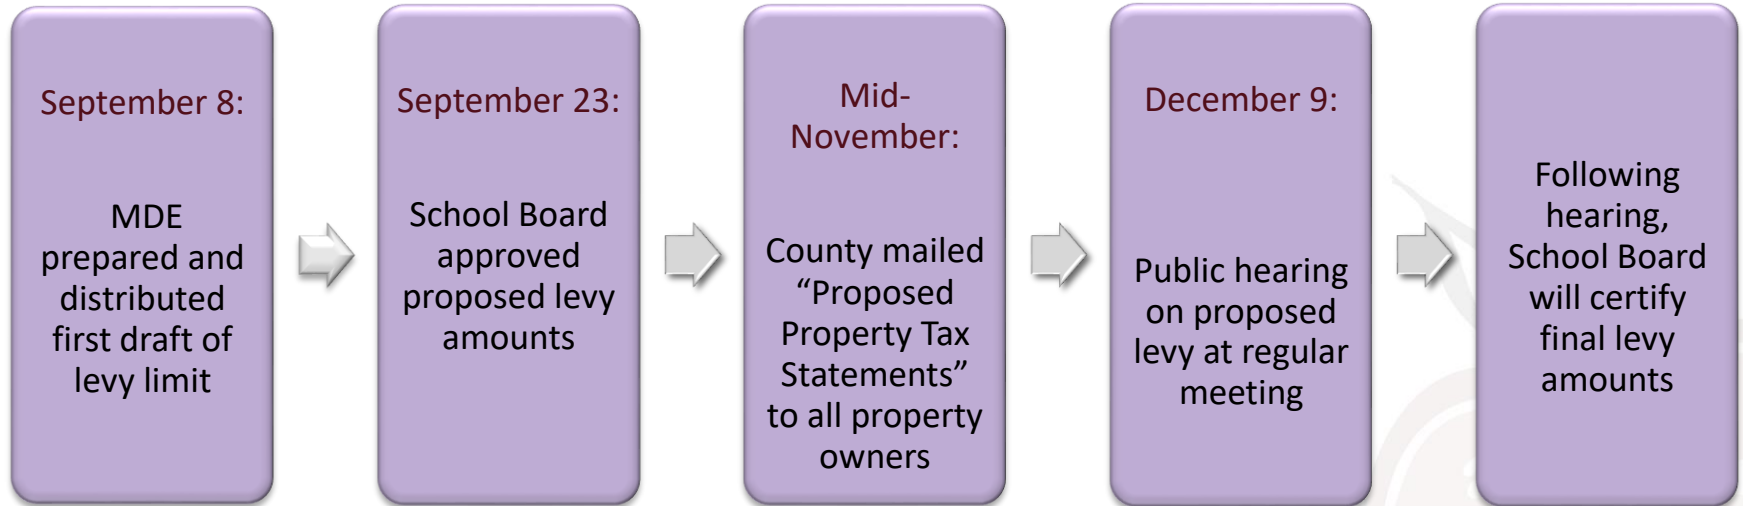 September 8:
MDE
prepared and
distributed
first draft of
levy limit
September 23:
School Board
approved
proposed levy
amounts
Mid-
November:
County mailed
“Proposed
Property Tax
Statements”
to all property
owners
December 9:
Public hearing
on proposed
levy at regular
meeting
Following
hearing,
School Board
will certify
final levy
amounts